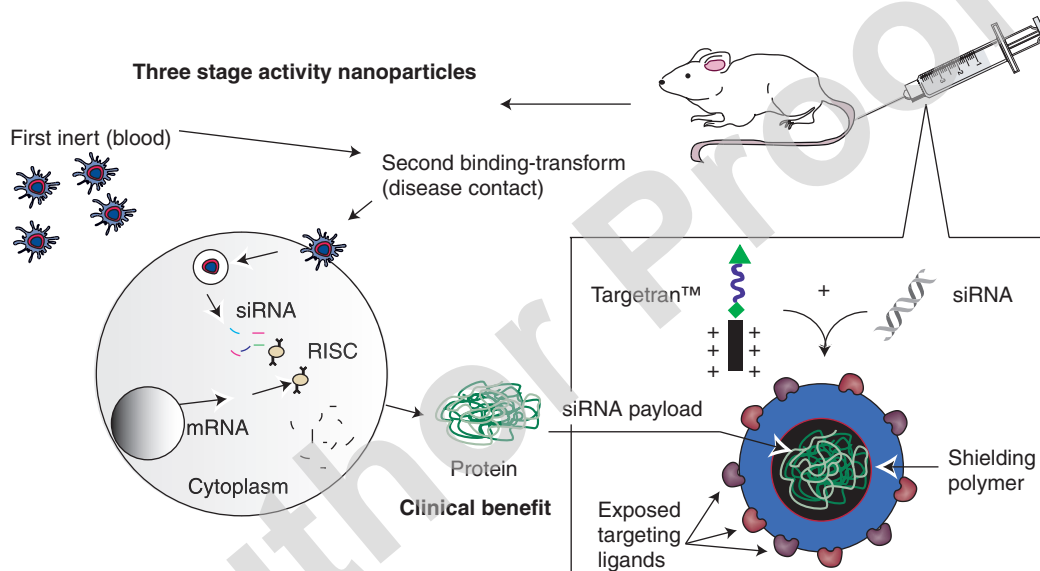 Three stage activity nanoparticles
First inert (blood)
Second binding-transform
(disease contact)
siRNA
RISC
mRNA
Cytoplasm
Protein
Clinical benefit
Targetran™
+
siRNA
+ +
+ +
+ +
siRNA payload
Shielding
polymer
Exposed
targeting
ligands
Author Proof